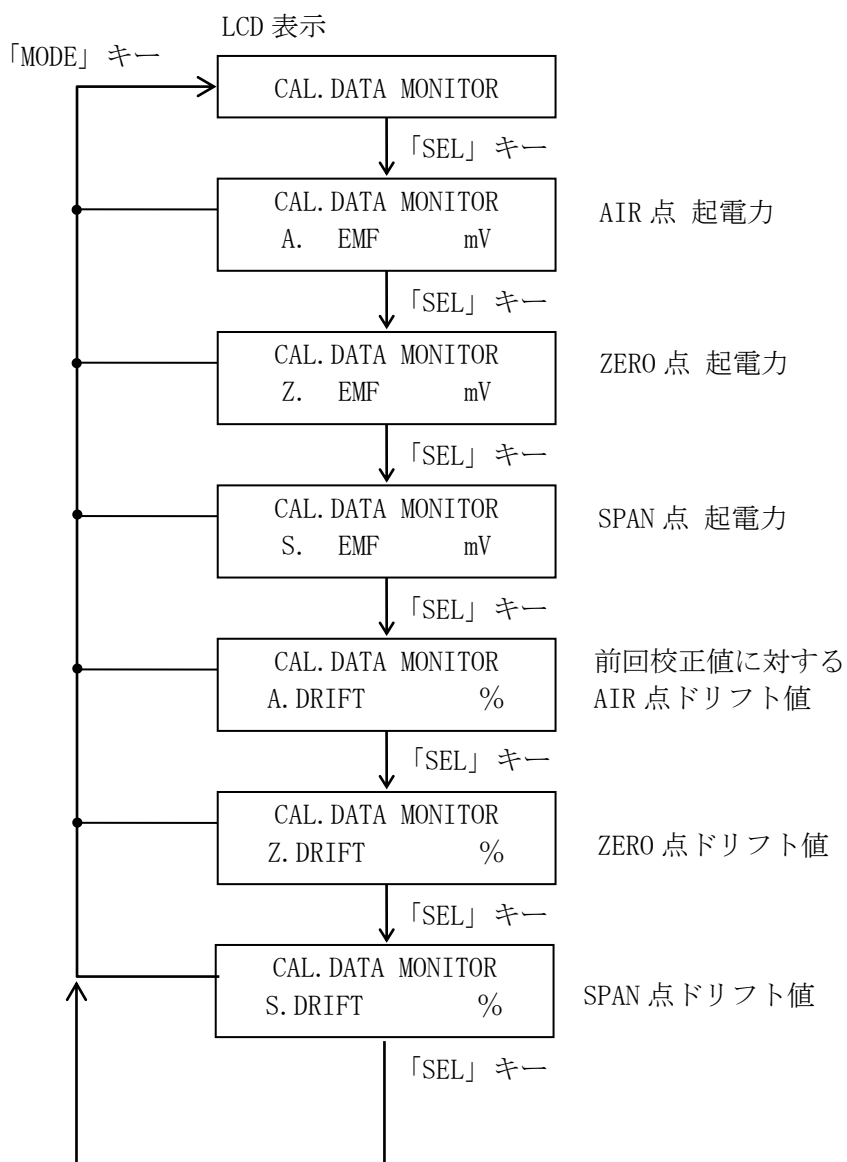 LCD 表示
「MODE」キー
CAL.DATA MONITOR
「SEL」キー
CAL.DATA MONITOR
A. EMF mV
AIR 点 起電力
「SEL」キー
CAL.DATA MONITOR
Z. EMF mV
ZERO 点 起電力
「SEL」キー
CAL.DATA MONITOR
S. EMF mV
SPAN 点 起電力
「SEL」キー
CAL.DATA MONITOR
A.DRIFT %
前回校正値に対する
AIR 点ドリフト値
「SEL」キー
CAL.DATA MONITOR
Z.DRIFT %
ZERO 点ドリフト値
「SEL」キー
CAL.DATA MONITOR
S.DRIFT %
SPAN 点ドリフト値
「SEL」キー